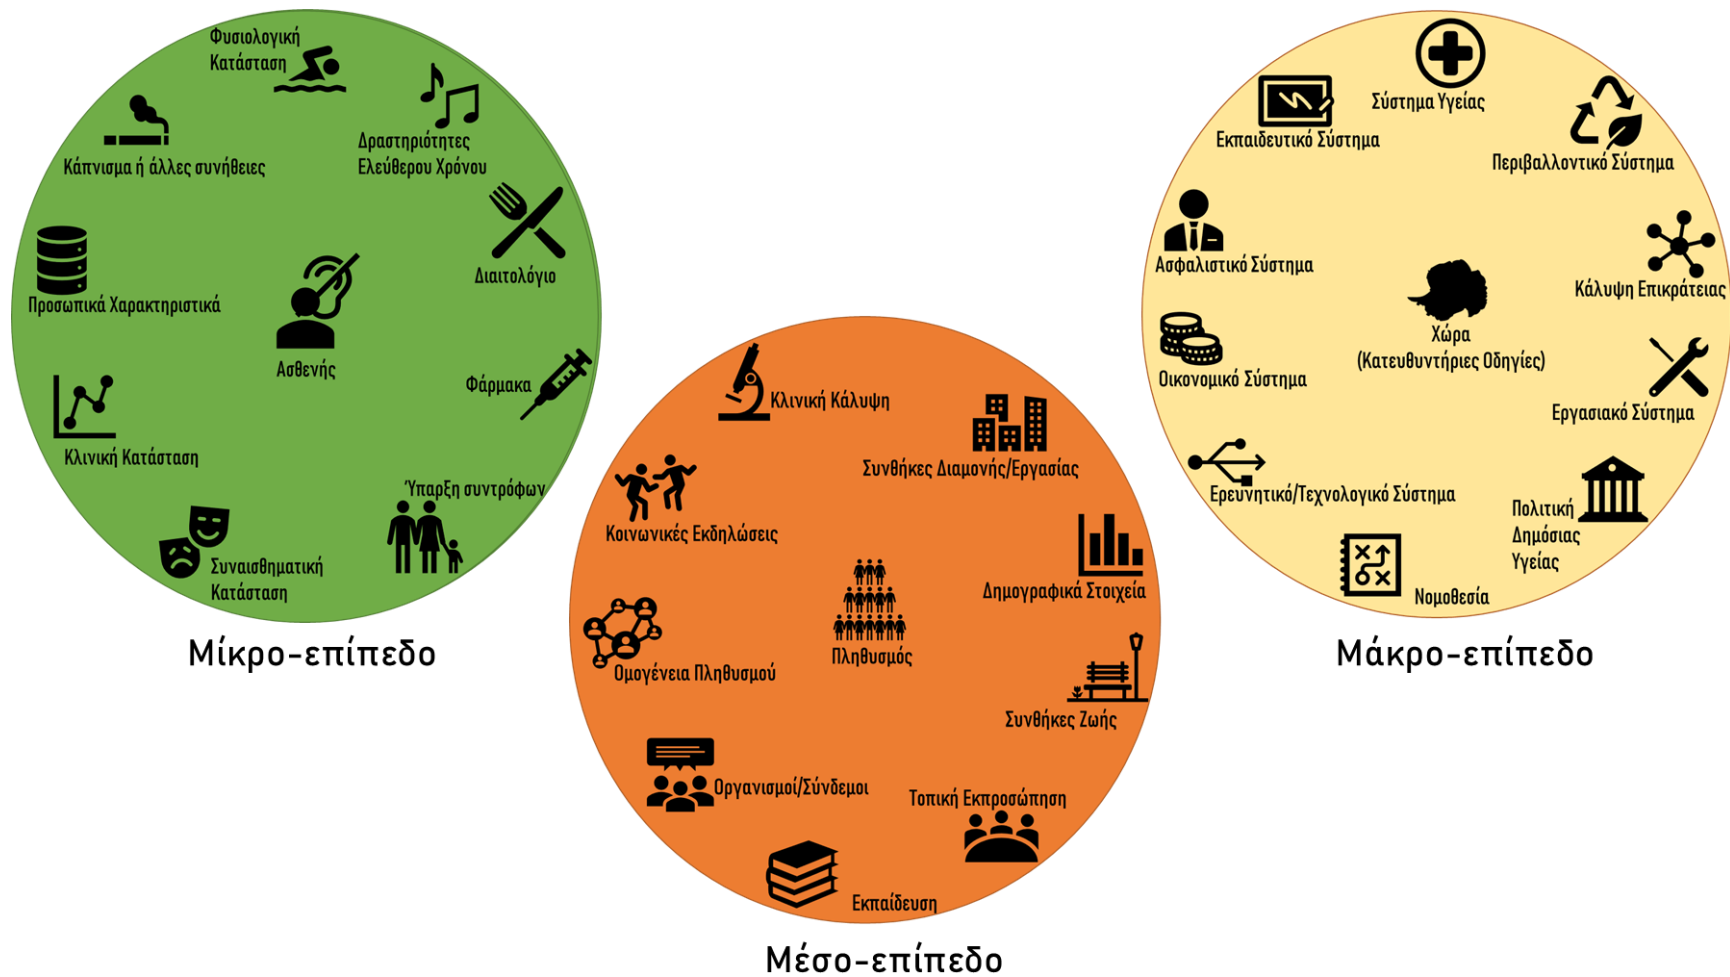 Φυσιολογική
Κατάσταση
Δραστηριότητες
Ελεύθερου Χρόνου
Κάπνισμα ή άλλες συνήθειες
Διαιτολόγιο
Προσωπικά Χαρακτηριστικά
Ασθενής
Φάρμακα
Κλινική Κατάσταση
Ύπαρξη συντρόφων
Συναισθηματική
Κατάσταση
Μίκρο-επίπεδο
Κλινική Κάλυψη
Συνθήκες Διαμονής/Εργασίας
Κοινωνικές Εκδηλώσεις
Δημογραφικά Στοιχεία
Πληθυσμός
Ομογένεια Πληθυσμού
Συνθήκες Ζωής
Οργανισμοί/Σύνδεμοι
Τοπική Εκπροσώπηση
Εκπαίδευση
Μέσο-επίπεδο
Σύστημα Υγείας
Εκπαιδευτικό Σύστημα
Περιβαλλοντικό Σύστημα
Ασφαλιστικό Σύστημα
Κάλυψη Επικράτειας
Χώρα
(Κατευθυντήριες Οδηγίες)
Οικονομικό Σύστημα
Εργασιακό Σύστημα
Ερευνητικό/Τεχνολογικό Σύστημα
Πολιτική
Δημόσιας
Υγείας
Νομοθεσία
Μάκρο-επίπεδο